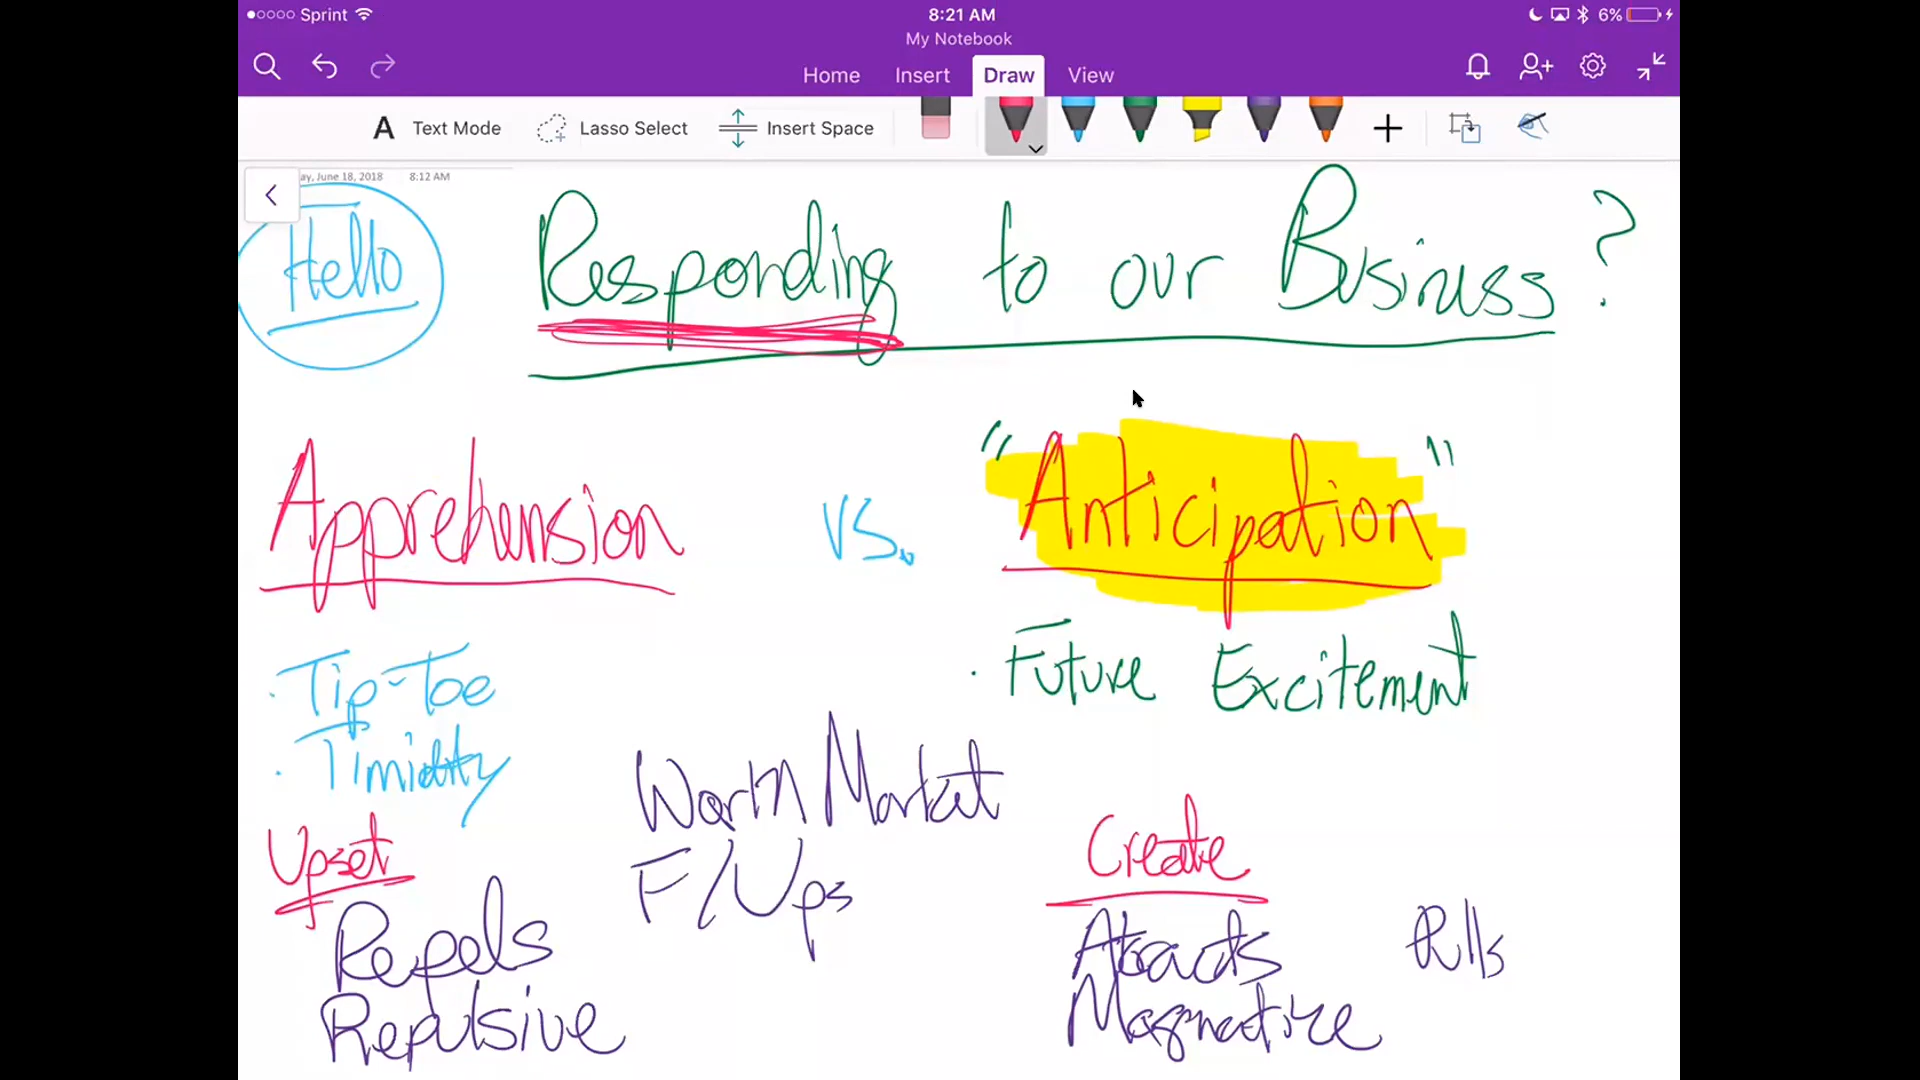 Sprint 8:21 AM 6%
My Notebook
Home Insert Draw View
A Text Mode Lasso Select Insert Space
ay, June 18, 2018 8:12 AM
Hello
Responding to our Business?
Apprehension vs. "Anticipation"
· Tip-Toe
· Timidity
· Future Excitement
Warm Market
F/Ups
Upset
Repels
Repulsive
Create
Attracts Pulls
Magnetize